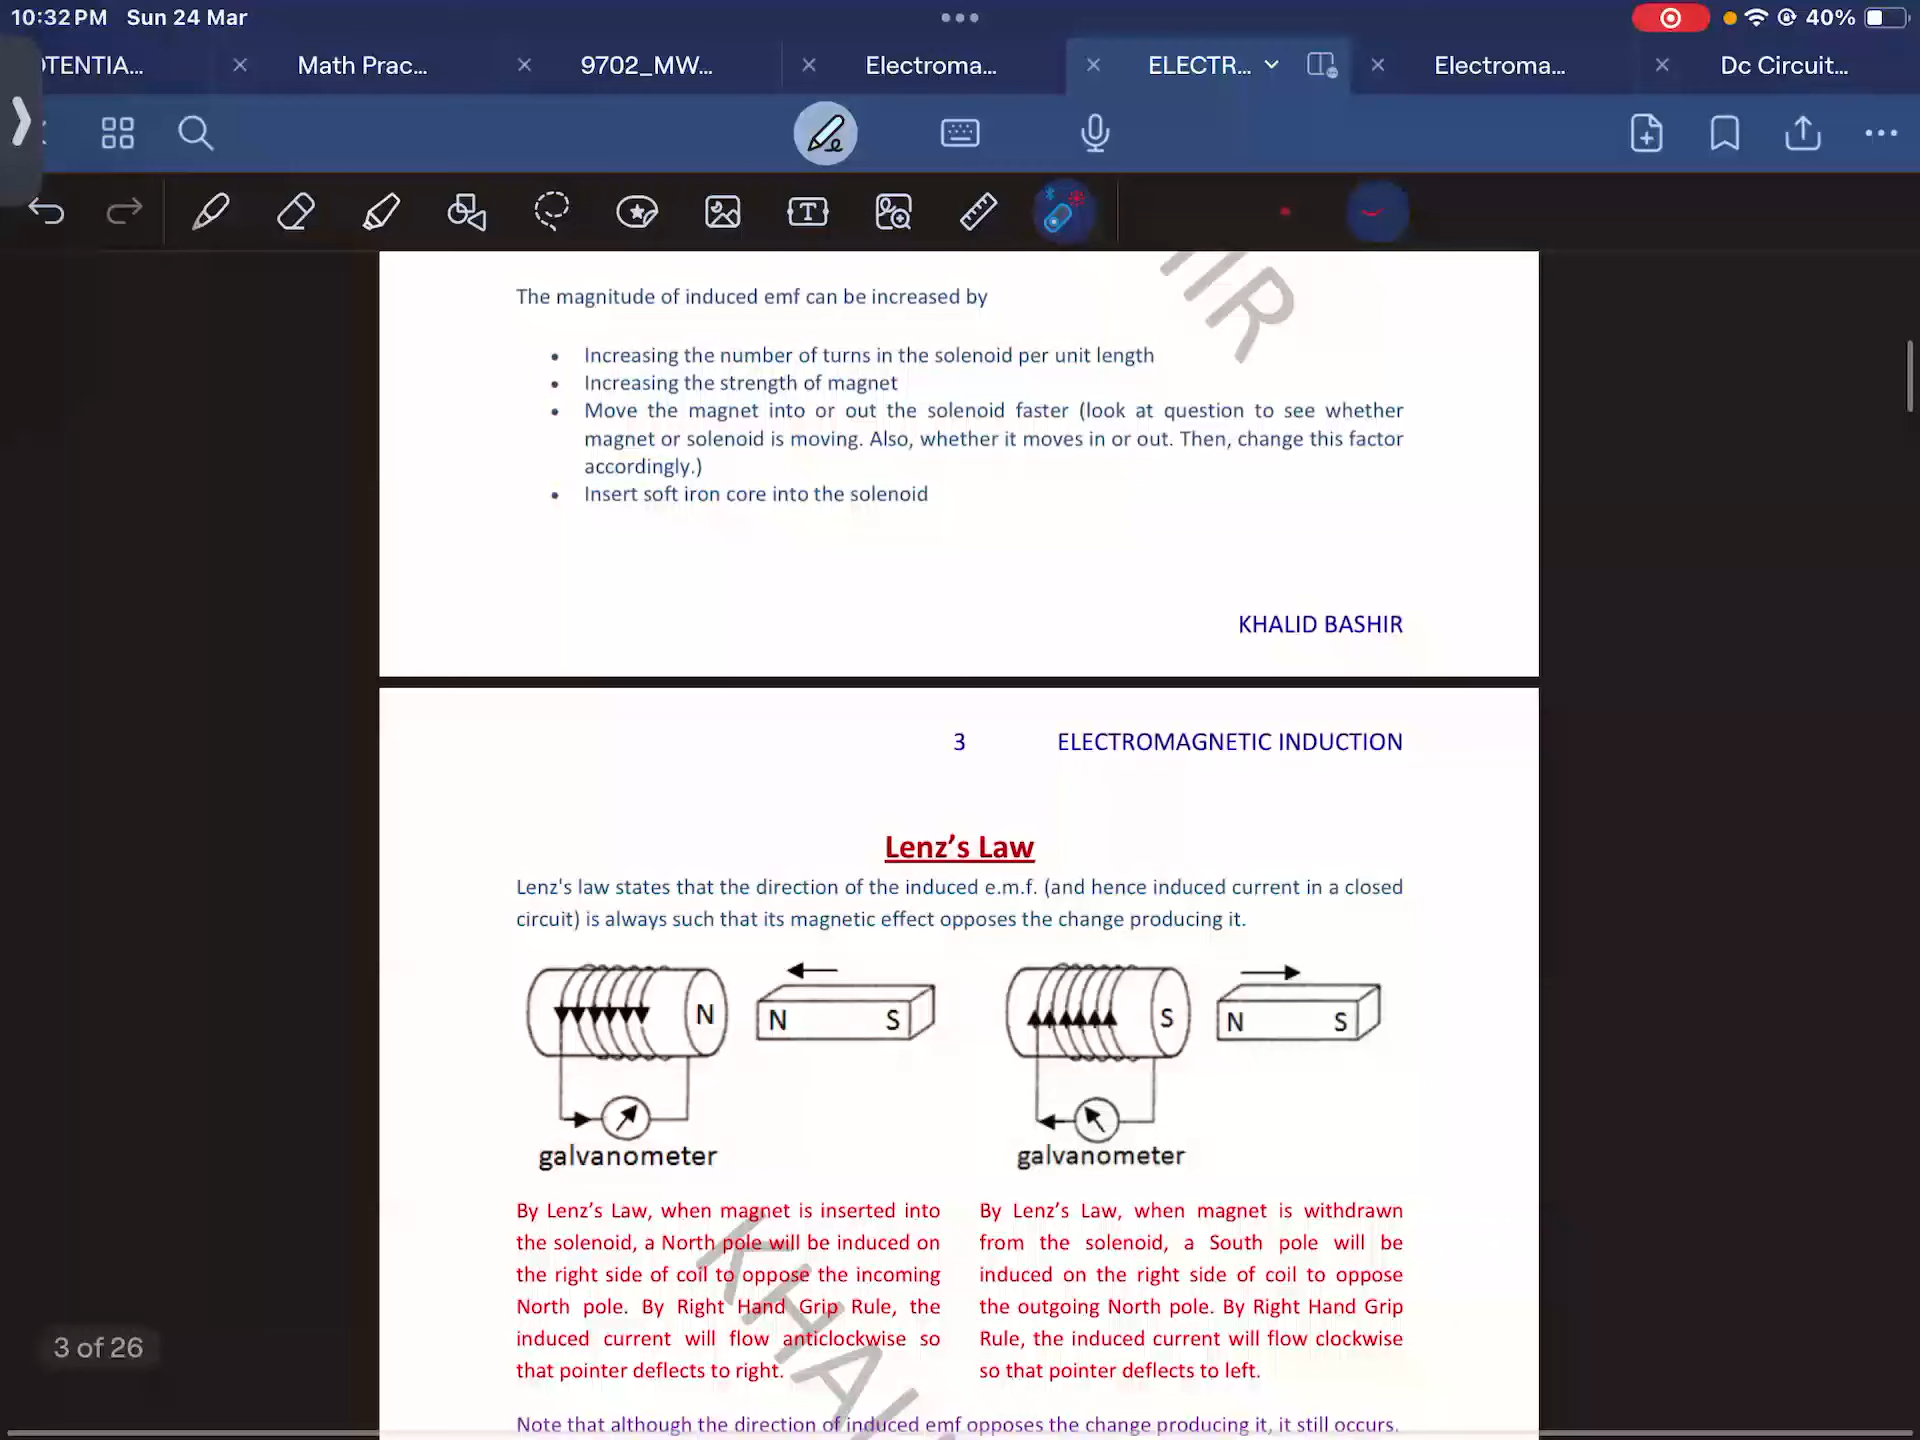 10:32 PM Sun 24 Mar
40%
OTENTIA...
Math Prac...
9702_MW...
Electroma...
ELECTR...
Electroma...
Dc Circuit...
The magnitude of induced emf can be increased by
• Increasing the number of turns in the solenoid per unit length
• Increasing the strength of magnet
• Move the magnet into or out the solenoid faster (look at question to see whether
magnet or solenoid is moving. Also, whether it moves in or out. Then, change this factor
accordingly.)
• Insert soft iron core into the solenoid
KHALID BASHIR
3 ELECTROMAGNETIC INDUCTION
Lenz’s Law
Lenz's law states that the direction of the induced e.m.f. (and hence induced current in a closed
circuit) is always such that its magnetic effect opposes the change producing it.
N N S S N S
galvanometer galvanometer
By Lenz’s Law, when magnet is inserted into
the solenoid, a North pole will be induced on
the right side of coil to oppose the incoming
North pole. By Right Hand Grip Rule, the
induced current will flow anticlockwise so
that pointer deflects to right.
By Lenz’s Law, when magnet is withdrawn
from the solenoid, a South pole will be
induced on the right side of coil to oppose
the outgoing North pole. By Right Hand Grip
Rule, the induced current will flow clockwise
so that pointer deflects to left.
Note that although the direction of induced emf opposes the change producing it, it still occurs.
3 of 26